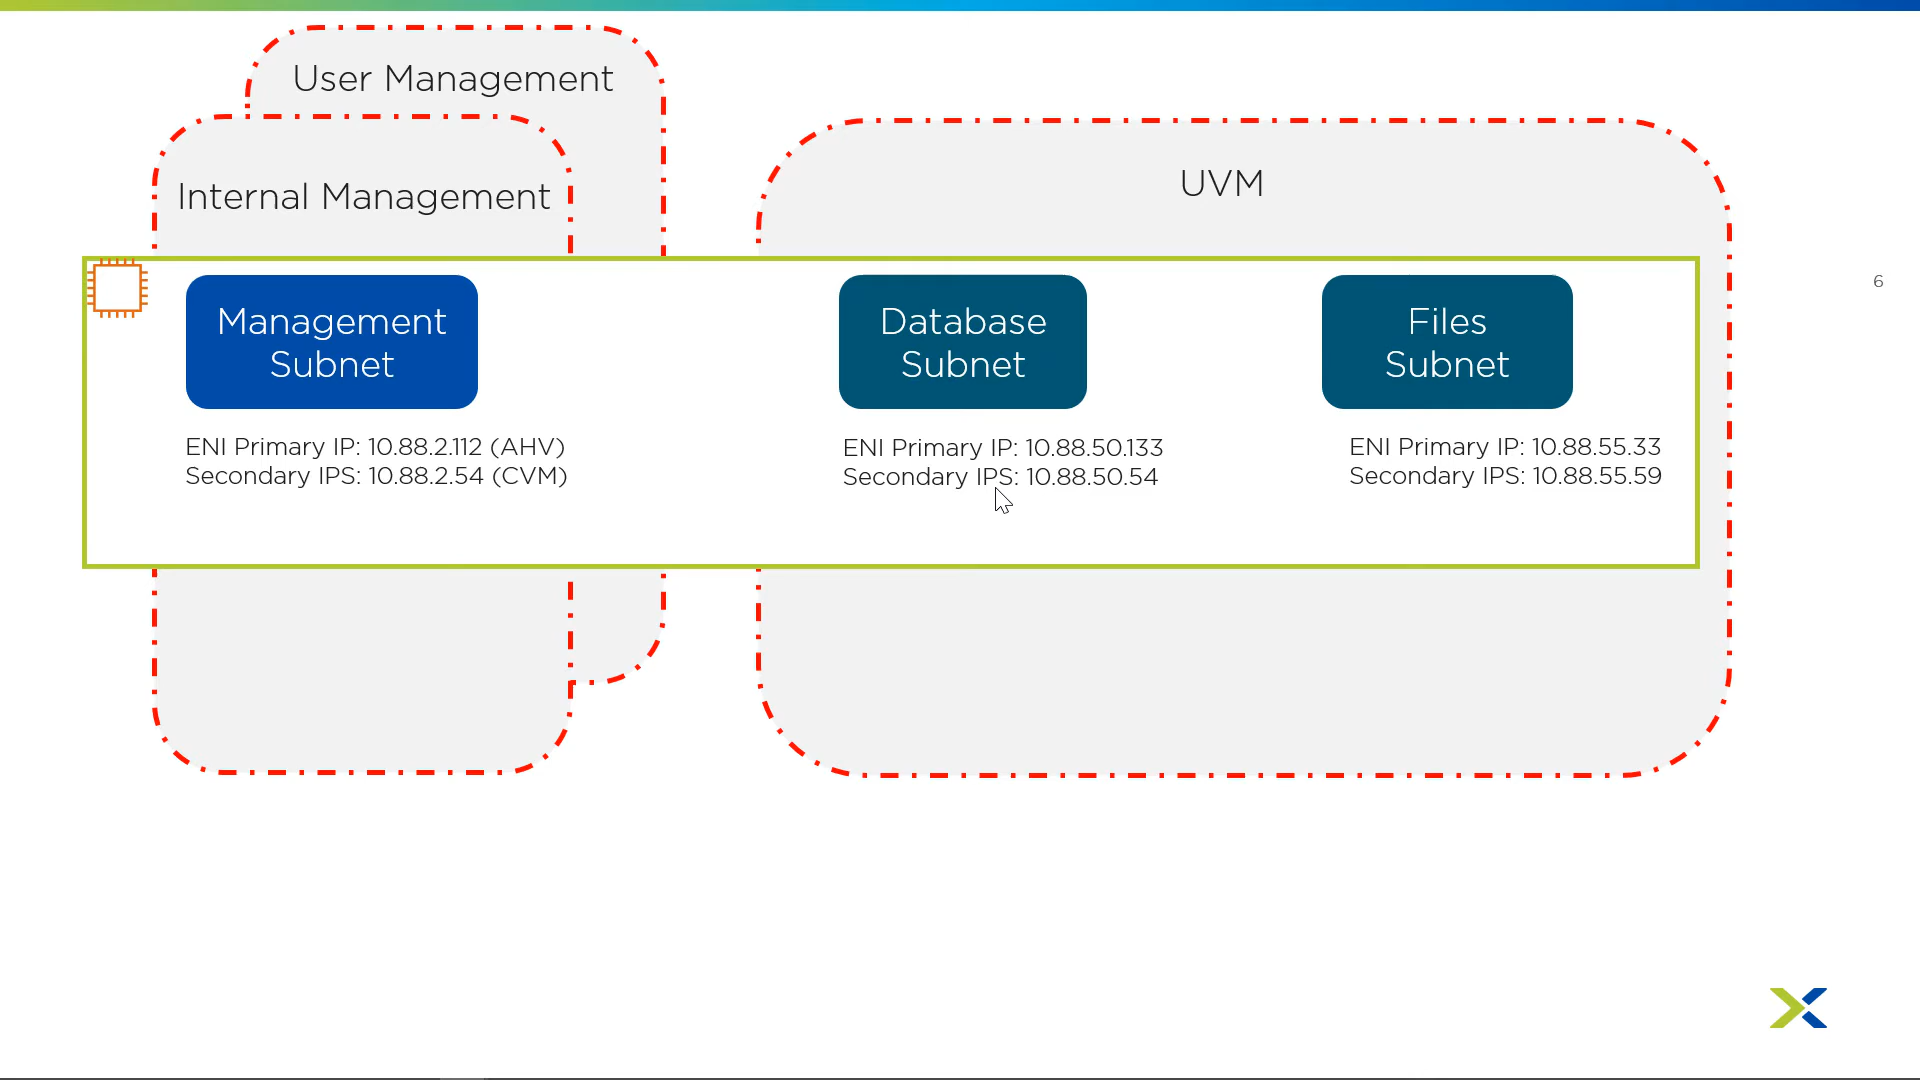 User Management
Internal Management
UVM
Management
Subnet
Database
Subnet
Files
Subnet
6
ENI Primary IP: 10.88.2.112 (AHV)
Secondary IPS: 10.88.2.54 (CVM)
ENI Primary IP: 10.88.50.133
Secondary IPS: 10.88.50.54
ENI Primary IP: 10.88.55.33
Secondary IPS: 10.88.55.59